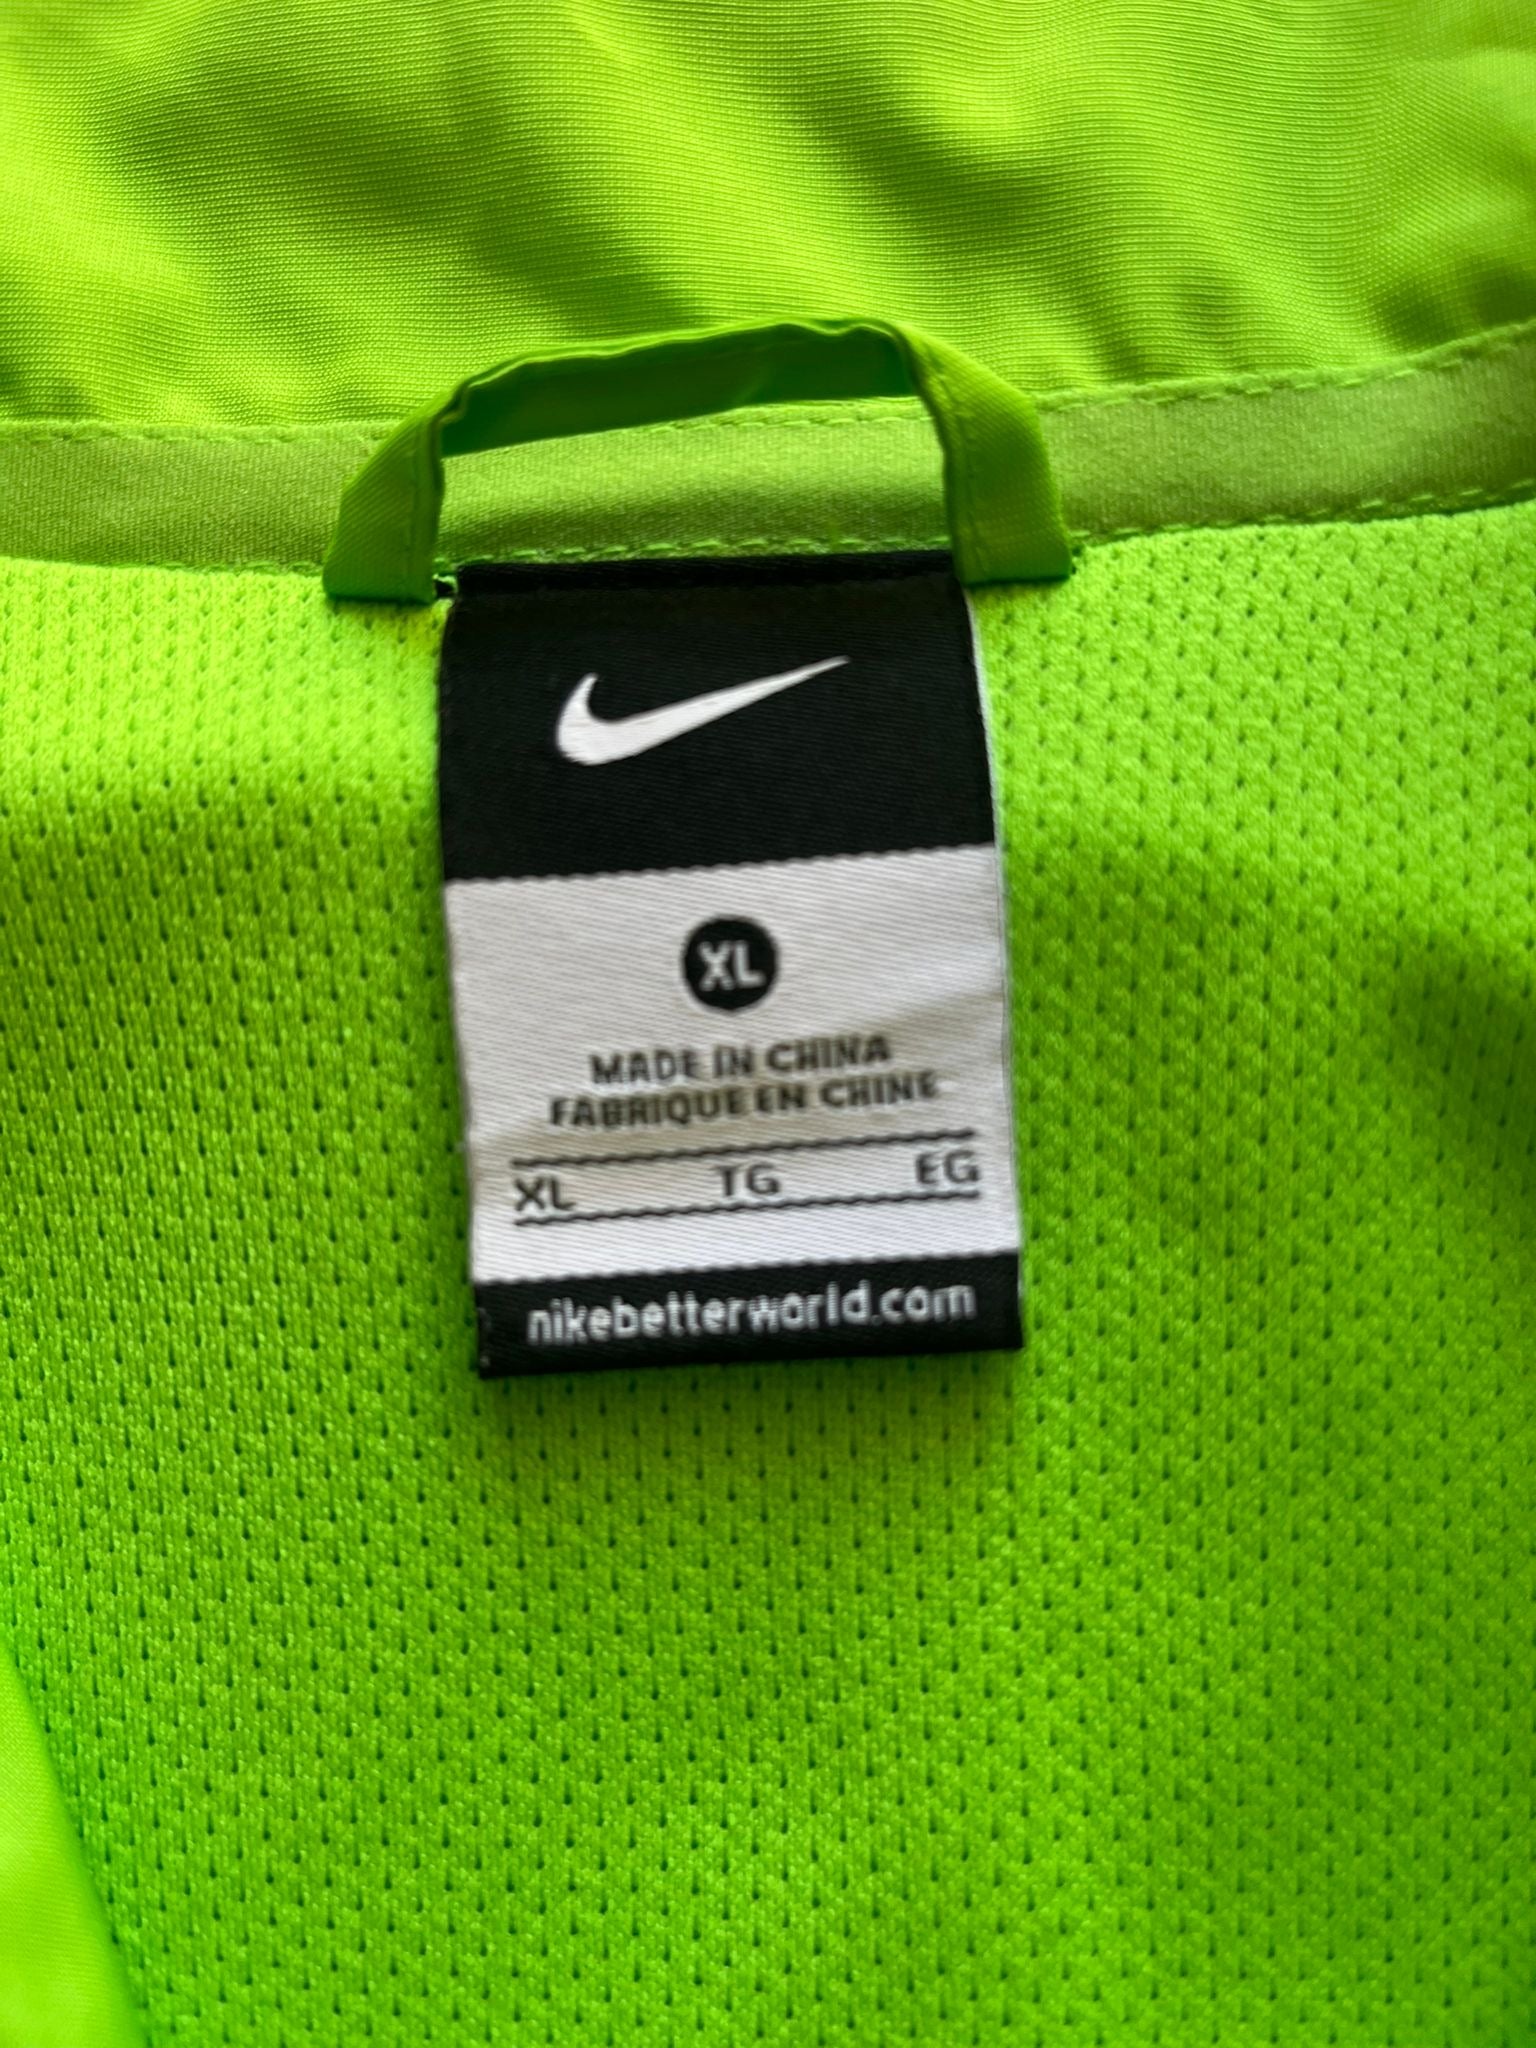 XL
MADE IN CHINA
FABRIQUE EN CHINE
XL TG EG
nikebetterworld.com